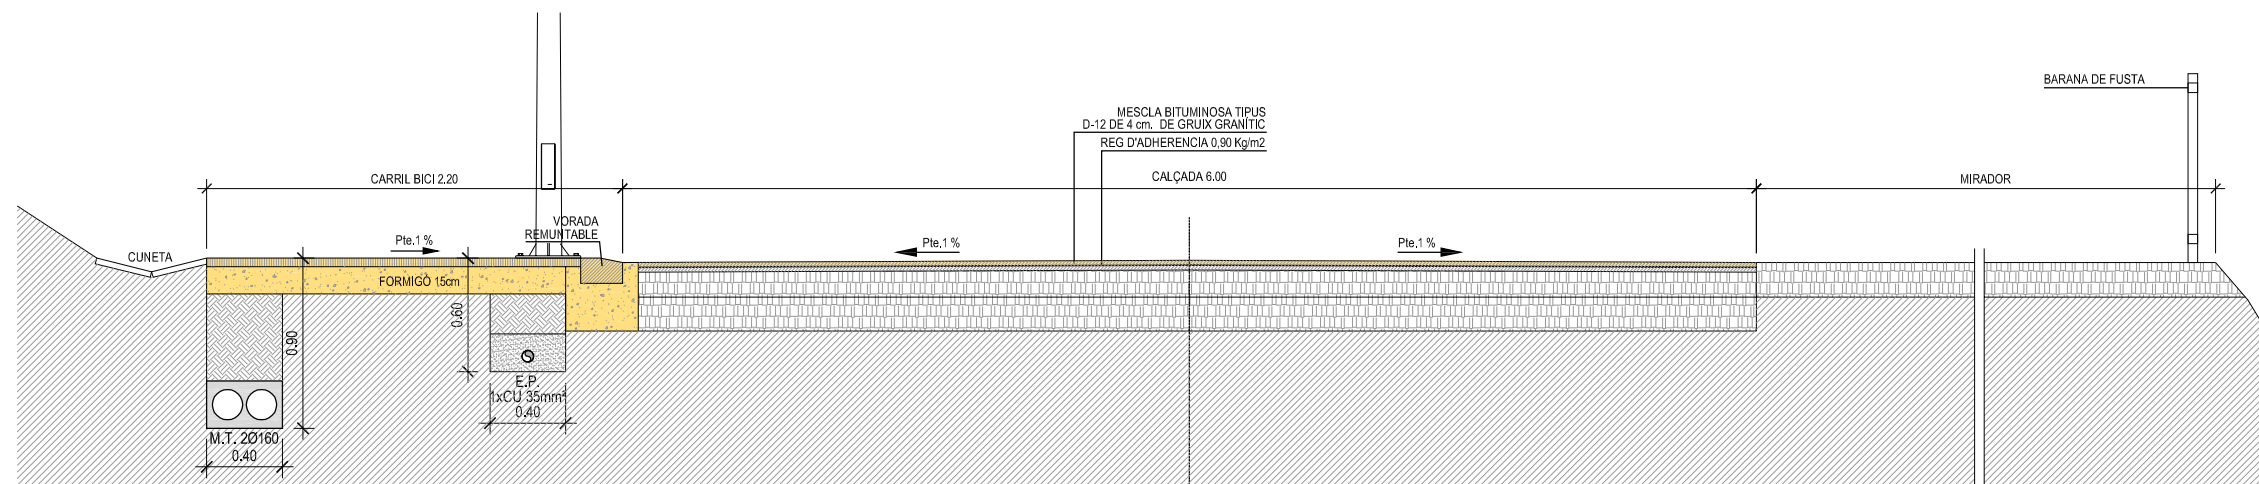 BARANA DE FUSTA
MESCLA BITUMINOSA TIPUS
D-12 DE 4 cm. DE GRUIX GRANÍTIC
REG D'ADHERENCIA 0,90 Kg/m2
CARRIL BICI 2.20
CALÇADA 6.00
MIRADOR
VORADA
REMUNTABLE
Pte.1 %
Pte.1 %
Pte.1 %
CUNETA
FORMIGÓ 15cm
0.60
0.90
E.P.
1xCU 35mm²
0.40
M.T. 2Ø160
0.40